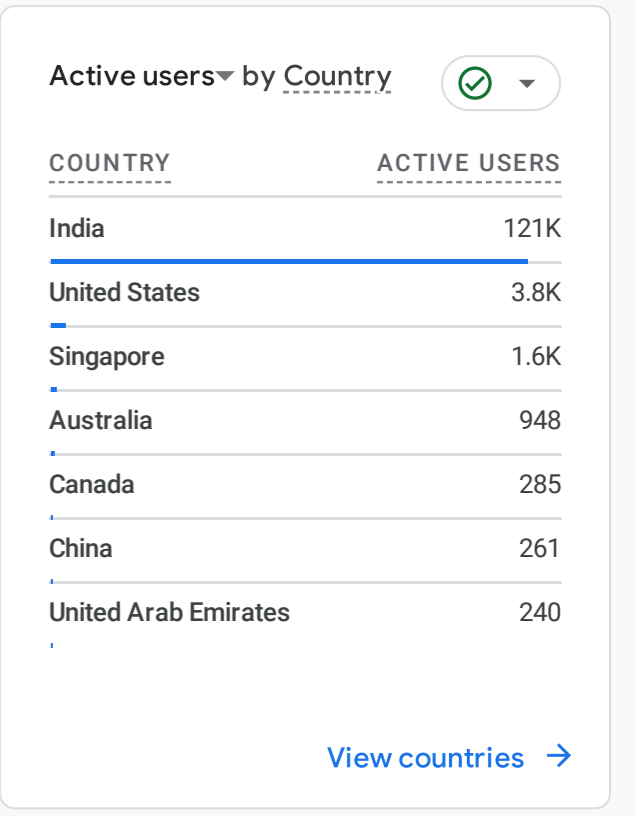 Active users by Country
COUNTRY ACTIVE USERS
India 121K
United States 3.8K
Singapore 1.6K
Australia 948
Canada 285
China 261
United Arab Emirates 240
View countries